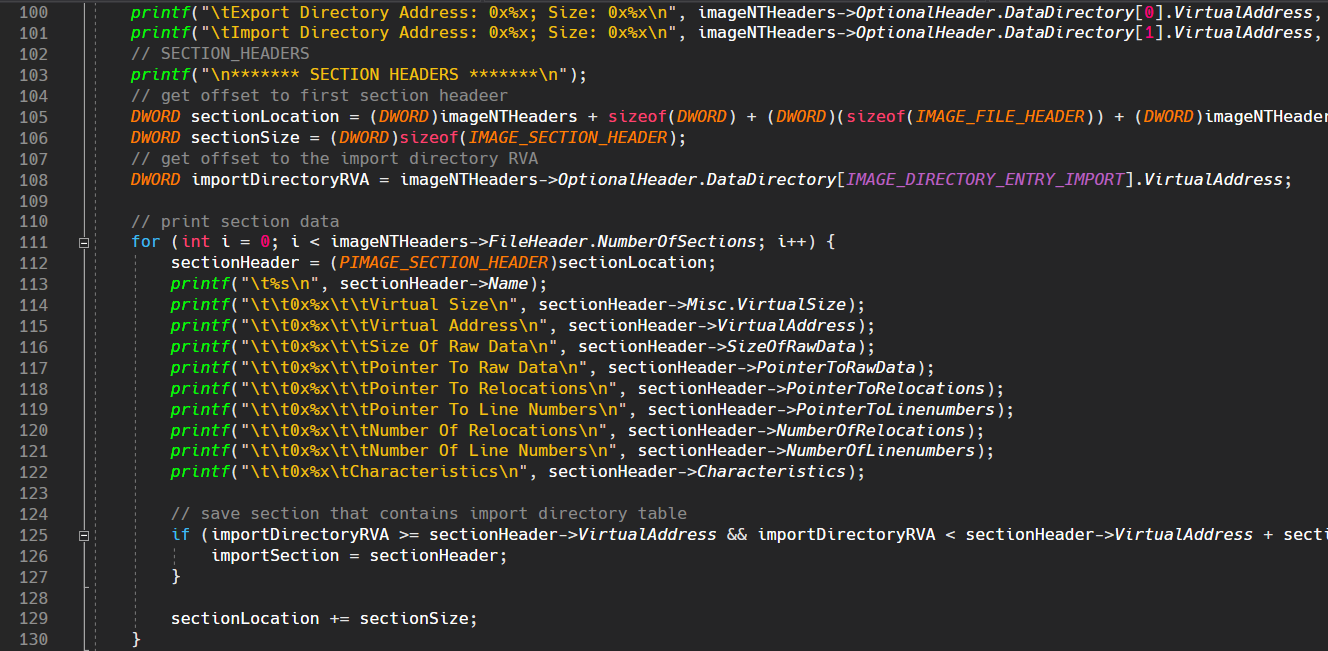 100 printf("\tExport Directory Address: 0x%x; Size: 0x%x\n", imageNTHeaders->OptionalHeader.DataDirectory[0].VirtualAddress,
101 printf("\tImport Directory Address: 0x%x; Size: 0x%x\n", imageNTHeaders->OptionalHeader.DataDirectory[1].VirtualAddress,
102 // SECTION_HEADERS
103 printf("\n******* SECTION HEADERS *******\n");
104 // get offset to first section headeer
105 DWORD sectionLocation = (DWORD)imageNTHeaders + sizeof(DWORD) + (DWORD)(sizeof(IMAGE_FILE_HEADER)) + (DWORD)imageNTHeader
106 DWORD sectionSize = (DWORD)sizeof(IMAGE_SECTION_HEADER);
107 // get offset to the import directory RVA
108 DWORD importDirectoryRVA = imageNTHeaders->OptionalHeader.DataDirectory[IMAGE_DIRECTORY_ENTRY_IMPORT].VirtualAddress;
109
110 // print section data
111 for (int i = 0; i < imageNTHeaders->FileHeader.NumberOfSections; i++) {
112 sectionHeader = (PIMAGE_SECTION_HEADER)sectionLocation;
113 printf("\t%s\n", sectionHeader->Name);
114 printf("\t\t0x%x\t\tVirtual Size\n", sectionHeader->Misc.VirtualSize);
115 printf("\t\t0x%x\t\tVirtual Address\n", sectionHeader->VirtualAddress);
116 printf("\t\t0x%x\t\tSize Of Raw Data\n", sectionHeader->SizeOfRawData);
117 printf("\t\t0x%x\t\tPointer To Raw Data\n", sectionHeader->PointerToRawData);
118 printf("\t\t0x%x\t\tPointer To Relocations\n", sectionHeader->PointerToRelocations);
119 printf("\t\t0x%x\t\tPointer To Line Numbers\n", sectionHeader->PointerToLinenumbers);
120 printf("\t\t0x%x\t\tNumber Of Relocations\n", sectionHeader->NumberOfRelocations);
121 printf("\t\t0x%x\t\tNumber Of Line Numbers\n", sectionHeader->NumberOfLinenumbers);
122 printf("\t\t0x%x\tCharacteristics\n", sectionHeader->Characteristics);
123
124 // save section that contains import directory table
125 if (importDirectoryRVA >= sectionHeader->VirtualAddress && importDirectoryRVA < sectionHeader->VirtualAddress + secti
126 importSection = sectionHeader;
127 }
128
129 sectionLocation += sectionSize;
130 }